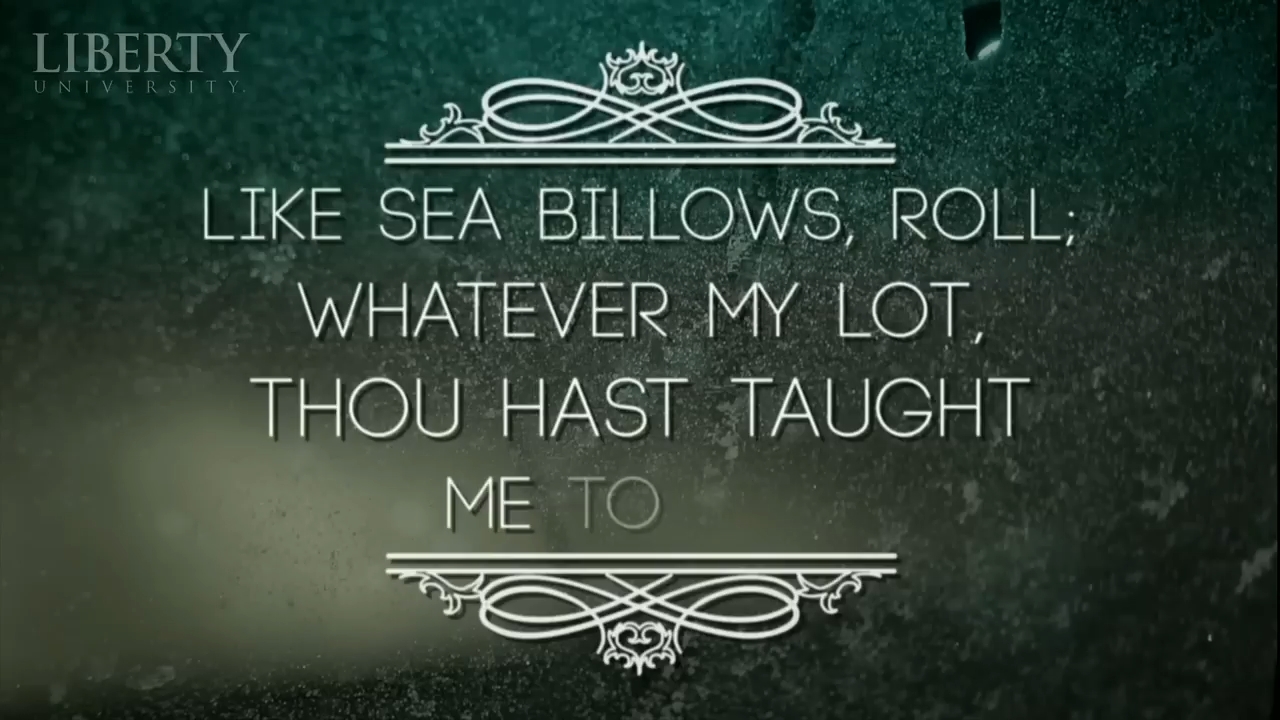 LIBERTY
UNIVERSITY.
LIKE SEA BILLOWS, ROLL;
WHATEVER MY LOT,
THOU HAST TAUGHT
ME TO